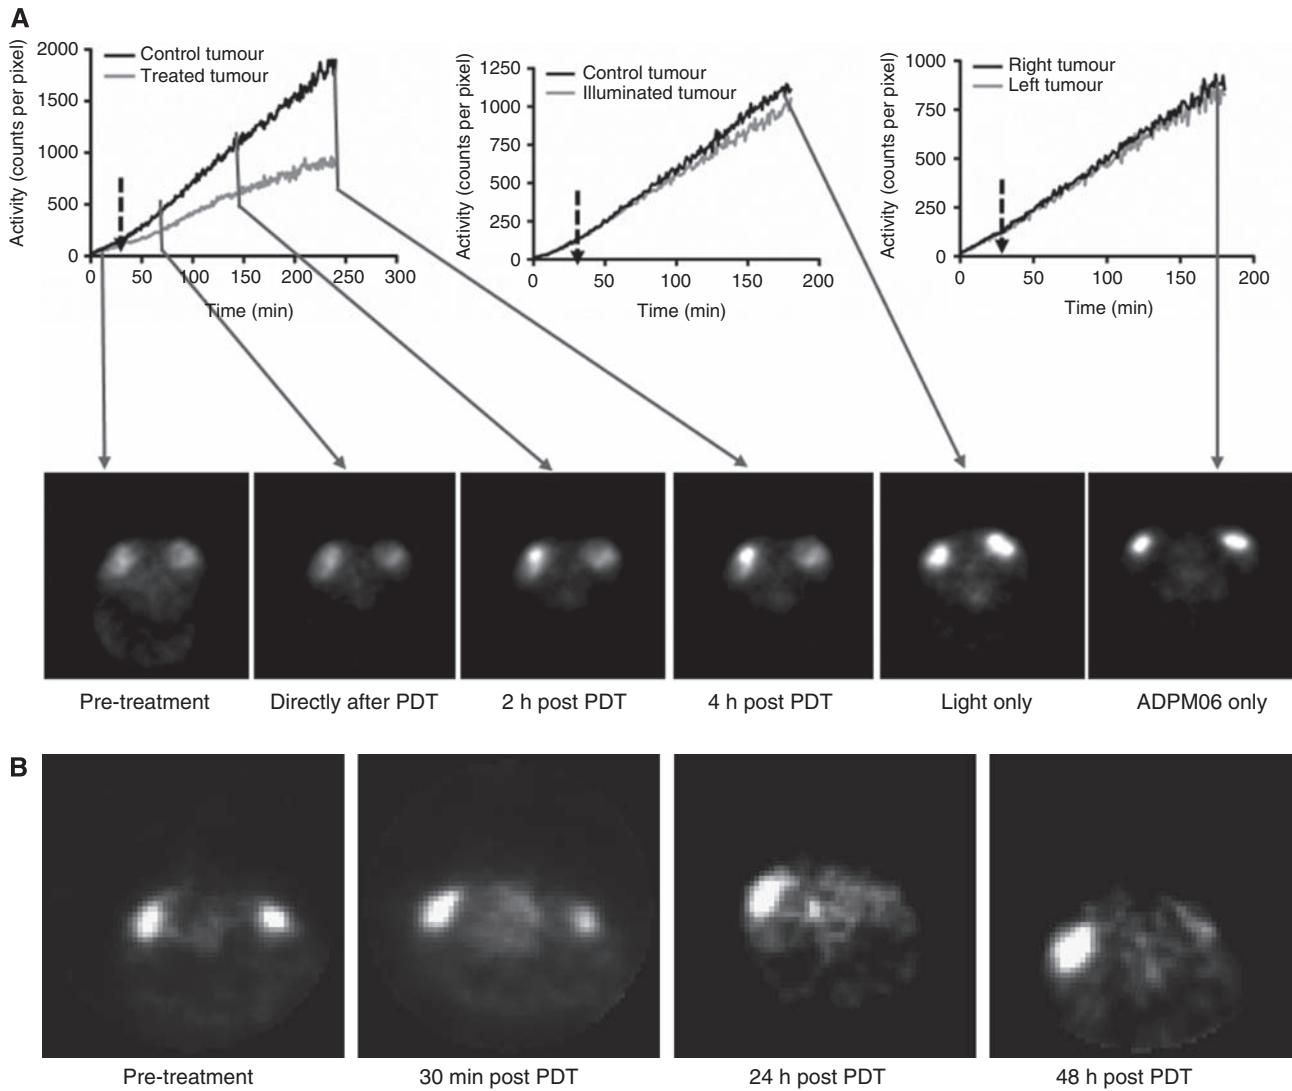 A
Activity (counts per pixel)
2000
1500
1000
500
0
Control tumour
Treated tumour
0 50 100 150 200 250 300
Time (min)
Activity (counts per pixel)
1250
1000
750
500
250
0
Control tumour
Illuminated tumour
0 50 100 150 200
Time (min)
Activity (counts per pixel)
1000
750
500
250
0
Right tumour
Left tumour
0 50 100 150 200
Time (min)
Pre-treatment Directly after PDT 2 h post PDT 4 h post PDT Light only ADPM06 only
B
Pre-treatment 30 min post PDT 24 h post PDT 48 h post PDT